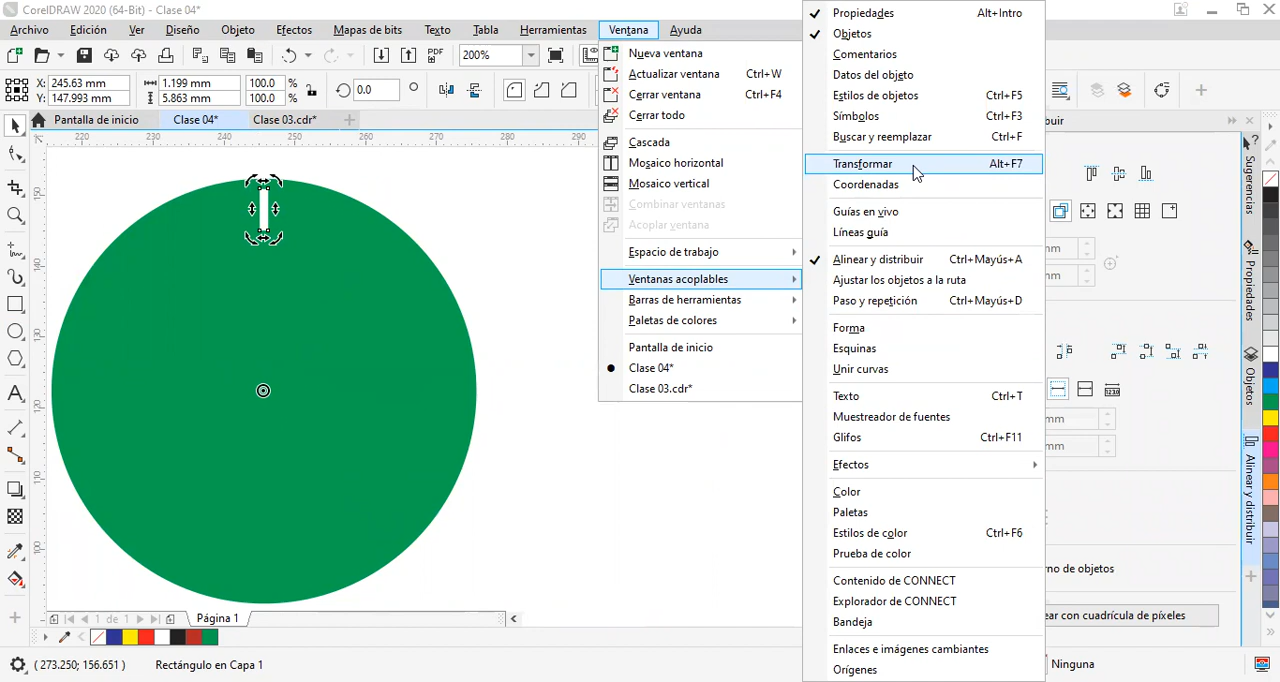 CorelDRAW 2020 (64-Bit) - Clase 04*
Archivo Edición Ver Diseño Objeto Efectos Mapas de bits Texto Tabla Herramientas Ventana Ayuda
200%
PDF
X: 245.63 mm
Y: 147.993 mm
1.199 mm
5.863 mm
100.0
100.0
0.0
Pantalla de inicio
Clase 04*
Clase 03.cdr*
220 230 240 250 260 270 280 290
150
140
130
120
110
100
Nueva ventana
Actualizar ventana Ctrl+W
Cerrar ventana Ctrl+F4
Cerrar todo
Cascada
Mosaico horizontal
Mosaico vertical
Combinar ventanas
Acoplar ventana
Espacio de trabajo
Ventanas acoplables
Barras de herramientas
Paletas de colores
Pantalla de inicio
Clase 04*
Clase 03.cdr*
Propiedades Alt+Intro
Objetos
Comentarios
Datos del objeto
Estilos de objetos Ctrl+F5
Símbolos Ctrl+F3
Buscar y reemplazar Ctrl+F
Transformar Alt+F7
Coordenadas
Guías en vivo
Líneas guía
Alinear y distribuir Ctrl+Mayús+A
Ajustar los objetos a la ruta
Paso y repetición Ctrl+Mayús+D
Forma
Esquinas
Unir curvas
Texto Ctrl+T
Muestreador de fuentes
Glifos Ctrl+F11
Efectos
Color
Paletas
Estilos de color Ctrl+F6
Prueba de color
Contenido de CONNECT
Explorador de CONNECT
Bandeja
Enlaces e imágenes cambiantes
Orígenes
buir
mm
mm
mm
mm
rno de objetos
ear con cuadrícula de píxeles
Sugerencias
Propiedades
Objetos
Alinear y distribuir
1 de 1
Página 1
( 273.250; 156.651 )
Rectángulo en Capa 1
Ninguna